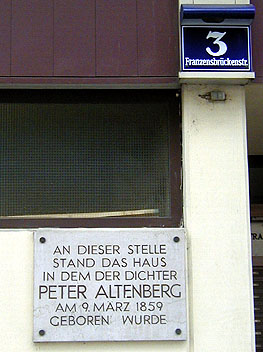 3
Franzensbrückenstr.
AN DIESER STELLE
STAND DAS HAUS
IN DEM DER DICHTER
PETER ALTENBERG
AM 9. MÄRZ 1859
GEBOREN WURDE